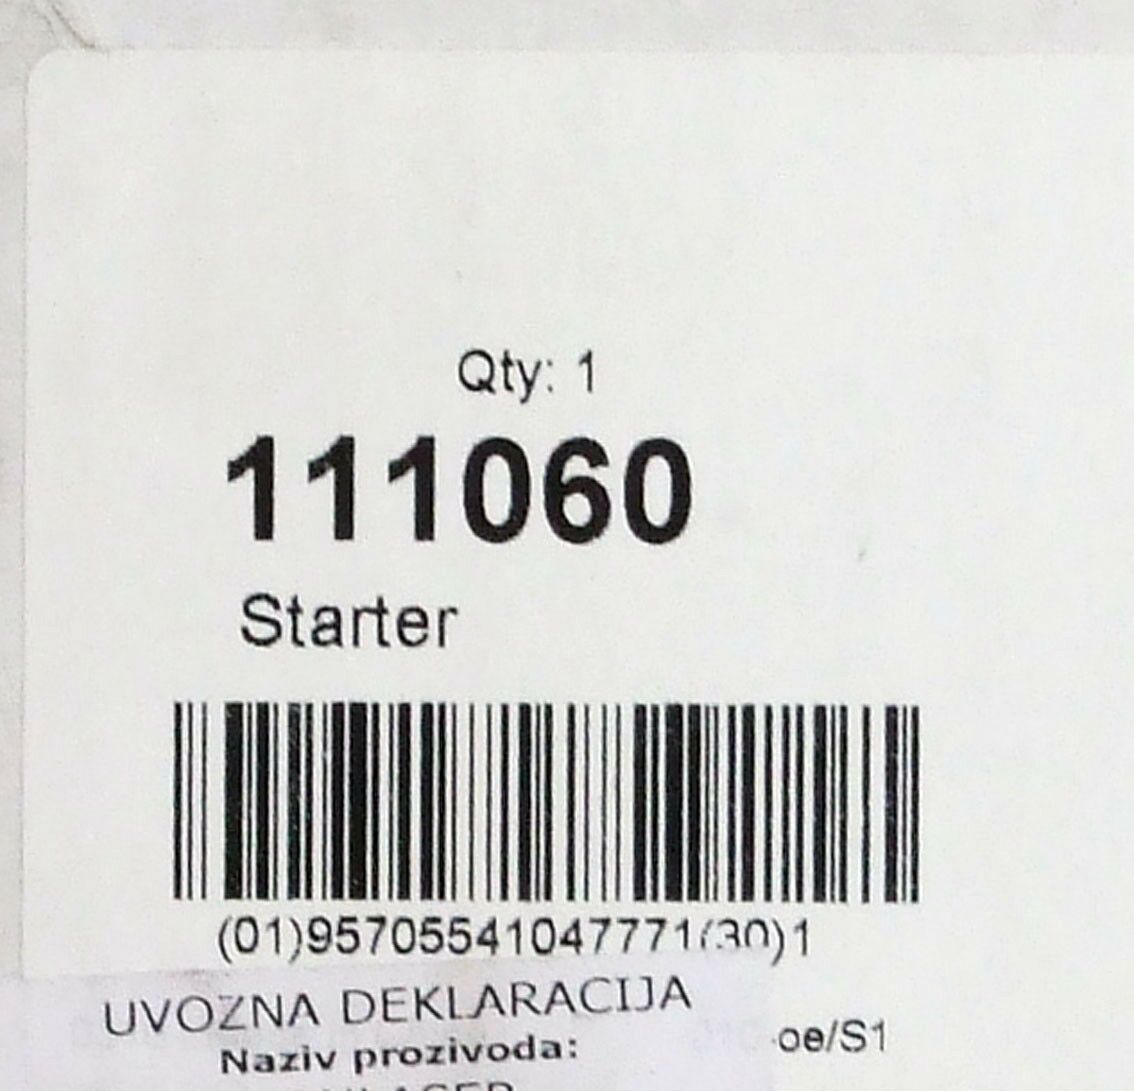 Qty: 1
111060
Starter
(01)95705541047771(30)1
UVOZNA DEKLARACIJA
oe/S1
Naziv prozivoda: